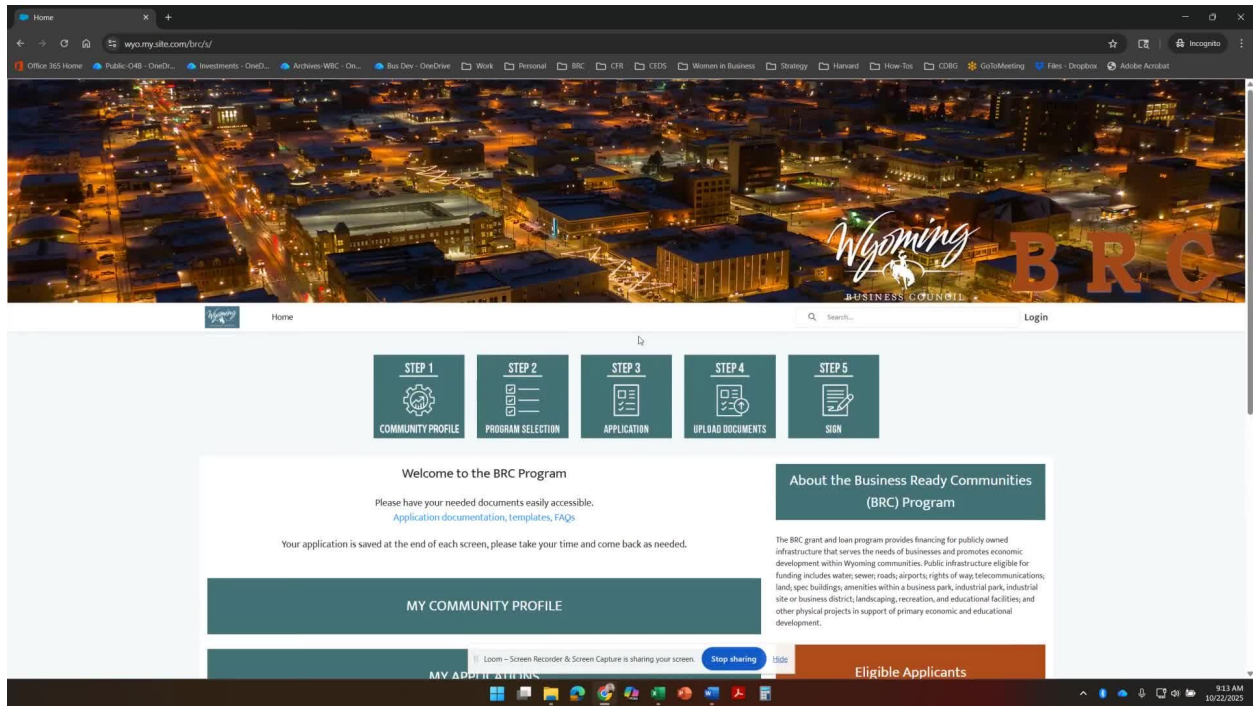 Home
wyo.my.site.com/brc/s/
Incognito
Office 365 Home Public-O4B - OneDr... Investments - OneD... Archives-WBC - On... Bus Dev - OneDrive Work Personal BRC CFR CEDS Women in Business Strategy Harvard How-Tos CDBG GoToMeeting Files - Dropbox Adobe Acrobat
Wyoming
BUSINESS COUNCIL
BRC
Wyoming
Home
Search...
Login
STEP 1
COMMUNITY PROFILE
STEP 2
PROGRAM SELECTION
STEP 3
APPLICATION
STEP 4
UPLOAD DOCUMENTS
STEP 5
SIGN
Welcome to the BRC Program
Please have your needed documents easily accessible.
Application documentation, templates, FAQs
Your application is saved at the end of each screen, please take your time and come back as needed.
MY COMMUNITY PROFILE
MY APPLICATIONS
About the Business Ready Communities
(BRC) Program
The BRC grant and loan program provides financing for publicly owned
infrastructure that serves the needs of businesses and promotes economic
development within Wyoming communities. Public infrastructure eligible for
funding includes water; sewer; roads; airports; rights of way; telecommunications;
land; spec buildings; amenities within a business park, industrial park, industrial
site or business district; landscaping, recreation, and educational facilities; and
other physical projects in support of primary economic and educational
development.
Eligible Applicants
Loom – Screen Recorder & Screen Capture is sharing your screen. Stop sharing Hide
9:13 AM
10/22/2025